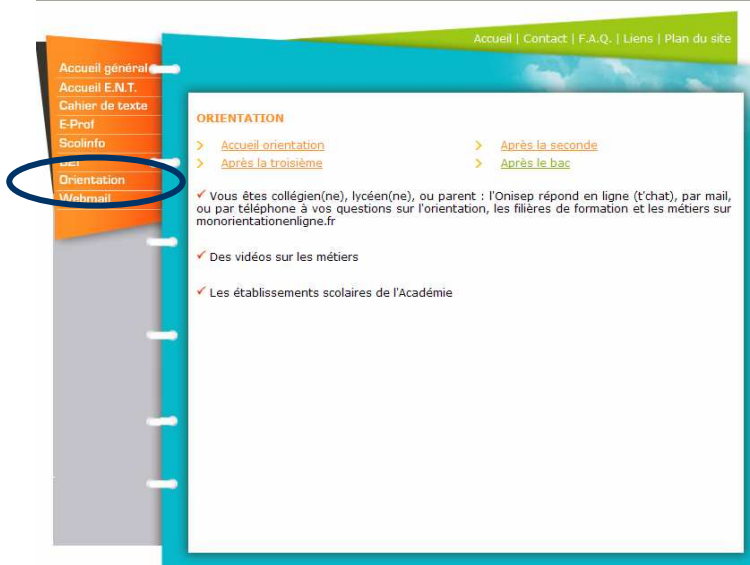 Accueil | Contact | F.A.Q. | Liens | Plan du site
Accueil général
Accueil E.N.T.
Cahier de texte
E-Prof
Scolinfo
Orientation
Webmail
ORIENTATION
Accueil orientation
Après la seconde
Après la troisième
Après le bac
Vous êtes collégien(ne), lycéen(ne), ou parent : l'Onisep répond en ligne (t'chat), par mail,
ou par téléphone à vos questions sur l'orientation, les filières de formation et les métiers sur
monorientationenligne.fr
Des vidéos sur les métiers
Les établissements scolaires de l'Académie